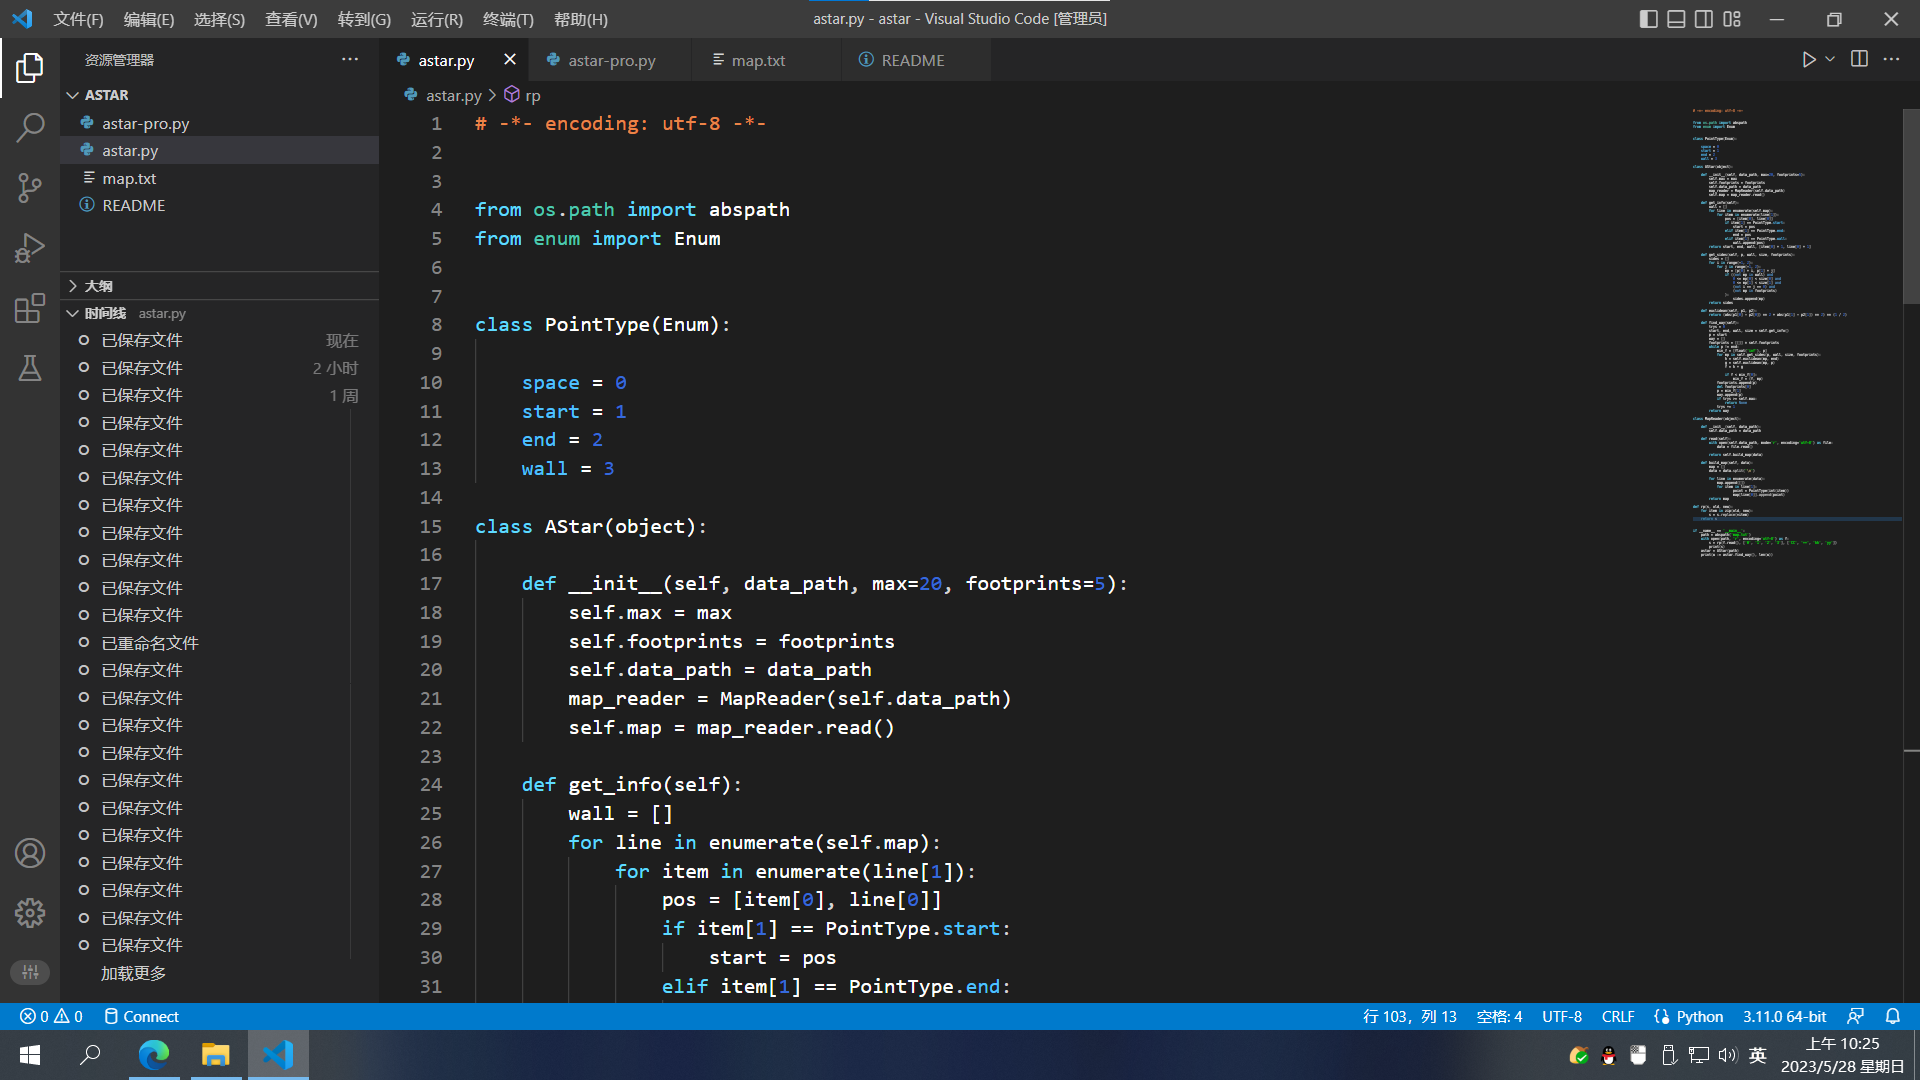 文件(F) 编辑(E) 选择(S) 查看(V) 转到(G) 运行(R) 终端(T) 帮助(H)
astar.py - astar - Visual Studio Code [管理员]
资源管理器
ASTAR
astar-pro.py
astar.py
map.txt
README
大纲
时间线 astar.py
已保存文件 现在
已保存文件 2 小时
已保存文件 1 周
已保存文件
已保存文件
已保存文件
已保存文件
已保存文件
已保存文件
已保存文件
已保存文件
已重命名文件
已保存文件
已保存文件
已保存文件
已保存文件
已保存文件
已保存文件
已保存文件
已保存文件
已保存文件
已保存文件
已保存文件
加载更多
astar.py astar-pro.py map.txt README
astar.py rp
1 # -*- encoding: utf-8 -*-
2
3
4 from os.path import abspath
5 from enum import Enum
6
7
8 class PointType(Enum):
9
10 space = 0
11 start = 1
12 end = 2
13 wall = 3
14
15 class AStar(object):
16
17 def __init__(self, data_path, max=20, footprints=5):
18 self.max = max
19 self.footprints = footprints
20 self.data_path = data_path
21 map_reader = MapReader(self.data_path)
22 self.map = map_reader.read()
23
24 def get_info(self):
25 wall = []
26 for line in enumerate(self.map):
27 for item in enumerate(line[1]):
28 pos = [item[0], line[0]]
29 if item[1] == PointType.start:
30 start = pos
31 elif item[1] == PointType.end:
0 0 Connect
行 103，列 13 空格: 4 UTF-8 CRLF Python 3.11.0 64-bit
英
上午 10:25
2023/5/28 星期日